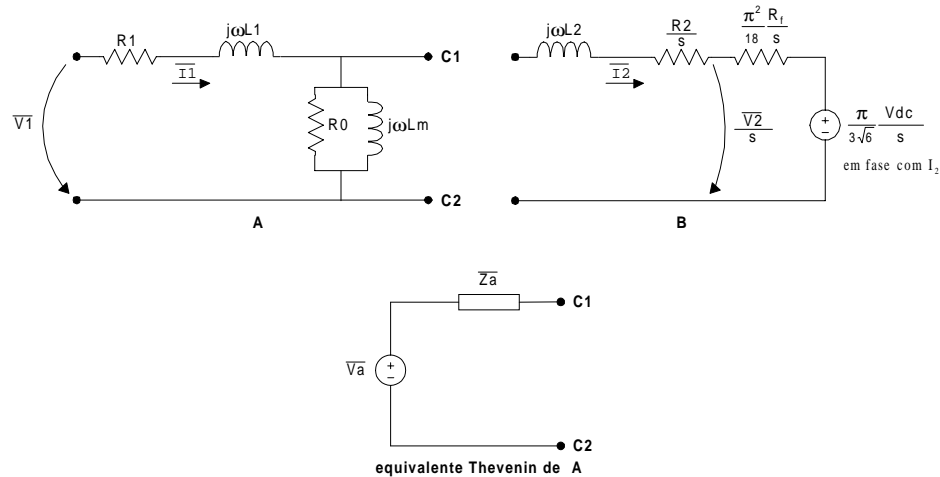 R1
jωL1
I1
V1
R0
jωLm
C1
C2
A
jωL2
I2
R2
s
π²
18
Rf
s
V2
s
π
3√6
Vdc
s
em fase com I₂
B
Za
Va
C1
C2
equivalente Thevenin de A